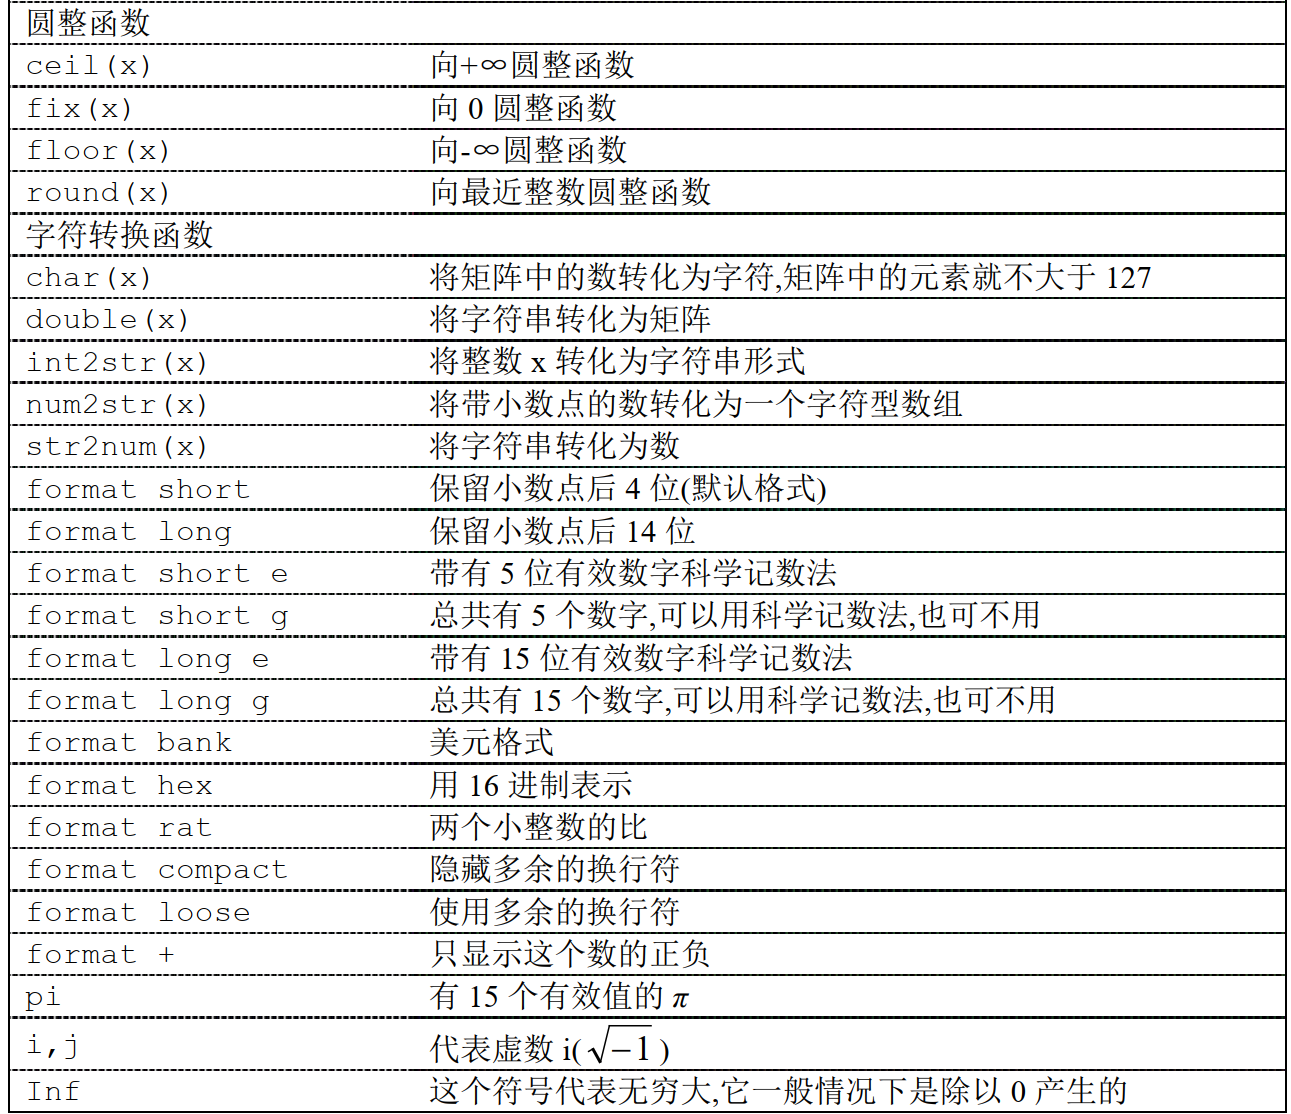 圆整函数
ceil(x) 向+∞圆整函数
fix(x) 向 0 圆整函数
floor(x) 向-∞圆整函数
round(x) 向最近整数圆整函数
字符转换函数
char(x) 将矩阵中的数转化为字符,矩阵中的元素就不大于 127
double(x) 将字符串转化为矩阵
int2str(x) 将整数 x 转化为字符串形式
num2str(x) 将带小数点的数转化为一个字符型数组
str2num(x) 将字符串转化为数
format short 保留小数点后 4 位(默认格式)
format long 保留小数点后 14 位
format short e 带有 5 位有效数字科学记数法
format short g 总共有 5 个数字,可以用科学记数法,也可不用
format long e 带有 15 位有效数字科学记数法
format long g 总共有 15 个数字,可以用科学记数法,也可不用
format bank 美元格式
format hex 用 16 进制表示
format rat 两个小整数的比
format compact 隐藏多余的换行符
format loose 使用多余的换行符
format + 只显示这个数的正负
pi 有 15 个有效值的 π
i,j 代表虚数 i(√−1)
Inf 这个符号代表无穷大,它一般情况下是除以 0 产生的